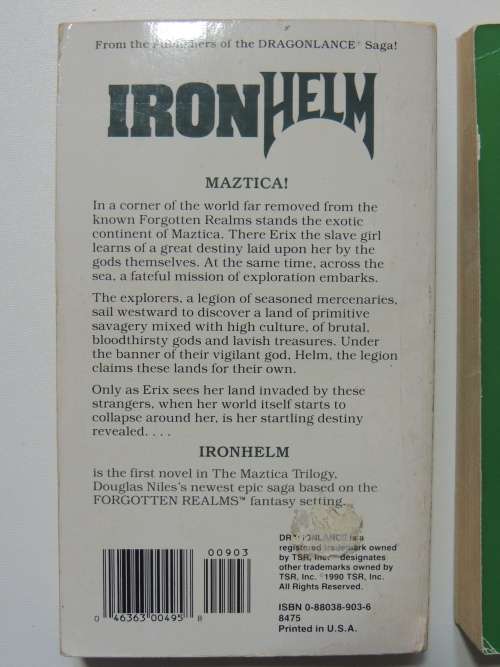 From the Publishers of the DRAGONLANCE® Saga!
IRONHELM
MAZTICA!
In a corner of the world far removed from the
known Forgotten Realms stands the exotic
continent of Maztica. There Erix the slave girl
learns of a great destiny laid upon her by the
gods themselves. At the same time, across the
sea, a fateful mission of exploration embarks.
The explorers, a legion of seasoned mercenaries,
sail westward to discover a land of primitive
savagery mixed with high culture, of brutal,
bloodthirsty gods and lavish treasures. Under
the banner of their vigilant god, Helm, the legion
claims these lands for their own.
Only as Erix sees her land invaded by these
strangers, when her world itself starts to
collapse around her, is her startling destiny
revealed. . . .
IRONHELM
is the first novel in The Maztica Trilogy,
Douglas Niles's newest epic saga based on the
FORGOTTEN REALMS™ fantasy setting.
00903
0 46363 00495 8
is a
registered trademark owned
by TSR, Inc. ™ designates
other trademarks owned by
TSR, Inc. ©1990 TSR, Inc.
All Rights Reserved.
ISBN 0-88038-903-6
8475
Printed in U.S.A.